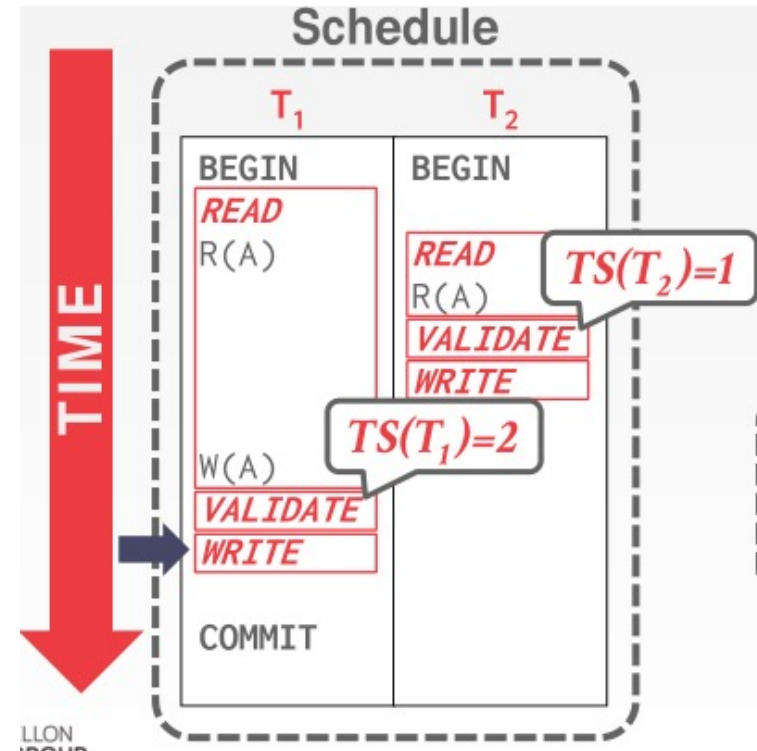 Schedule
TIME
T₁ T₂
BEGIN BEGIN
READ
R(A) READ
TS(T₂)=1
R(A)
VALIDATE
WRITE
TS(T₁)=2
W(A)
VALIDATE
WRITE
COMMIT
LLON